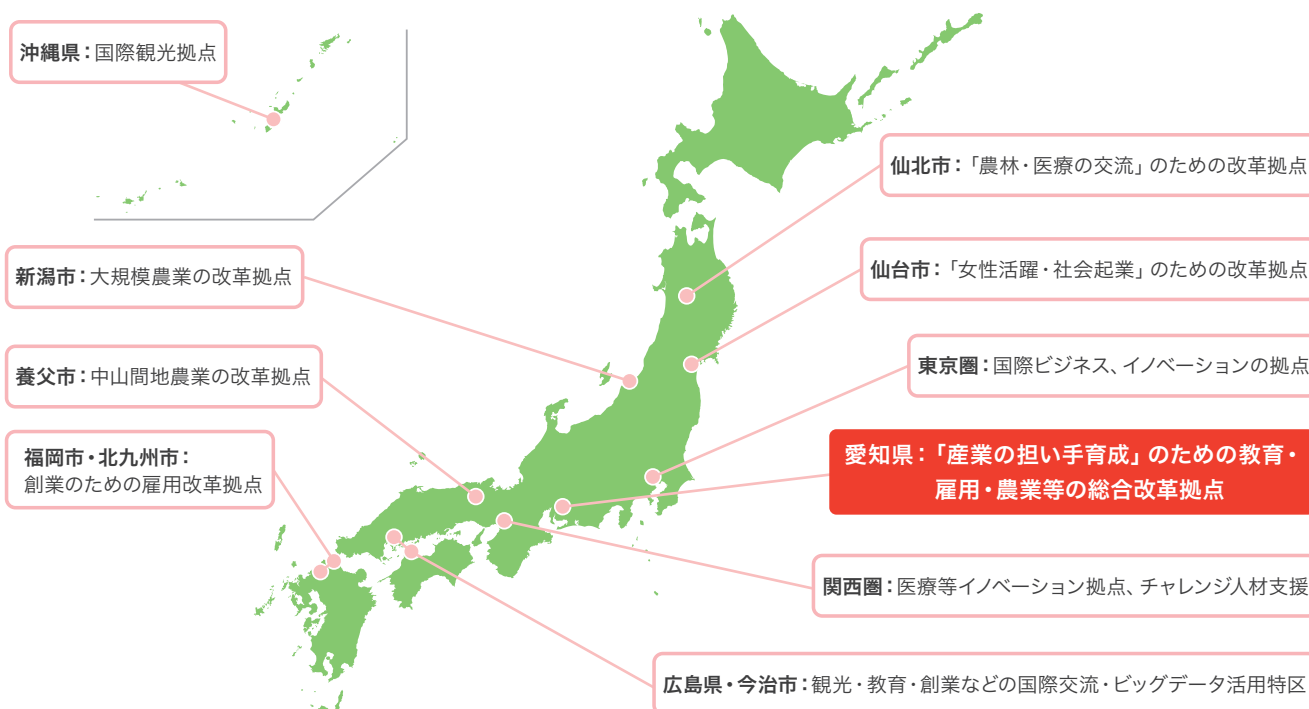 沖縄県：国際観光拠点
仙北市：「農林・医療の交流」のための改革拠点
仙台市：「女性活躍・社会起業」のための改革拠点
新潟市：大規模農業の改革拠点
東京圏：国際ビジネス、イノベーションの拠点
養父市：中山間地農業の改革拠点
愛知県：「産業の担い手育成」のための教育・
雇用・農業等の総合改革拠点
福岡市・北九州市：
創業のための雇用改革拠点
関西圏：医療等イノベーション拠点、チャレンジ人材支援
広島県・今治市：観光・教育・創業などの国際交流・ビッグデータ活用特区